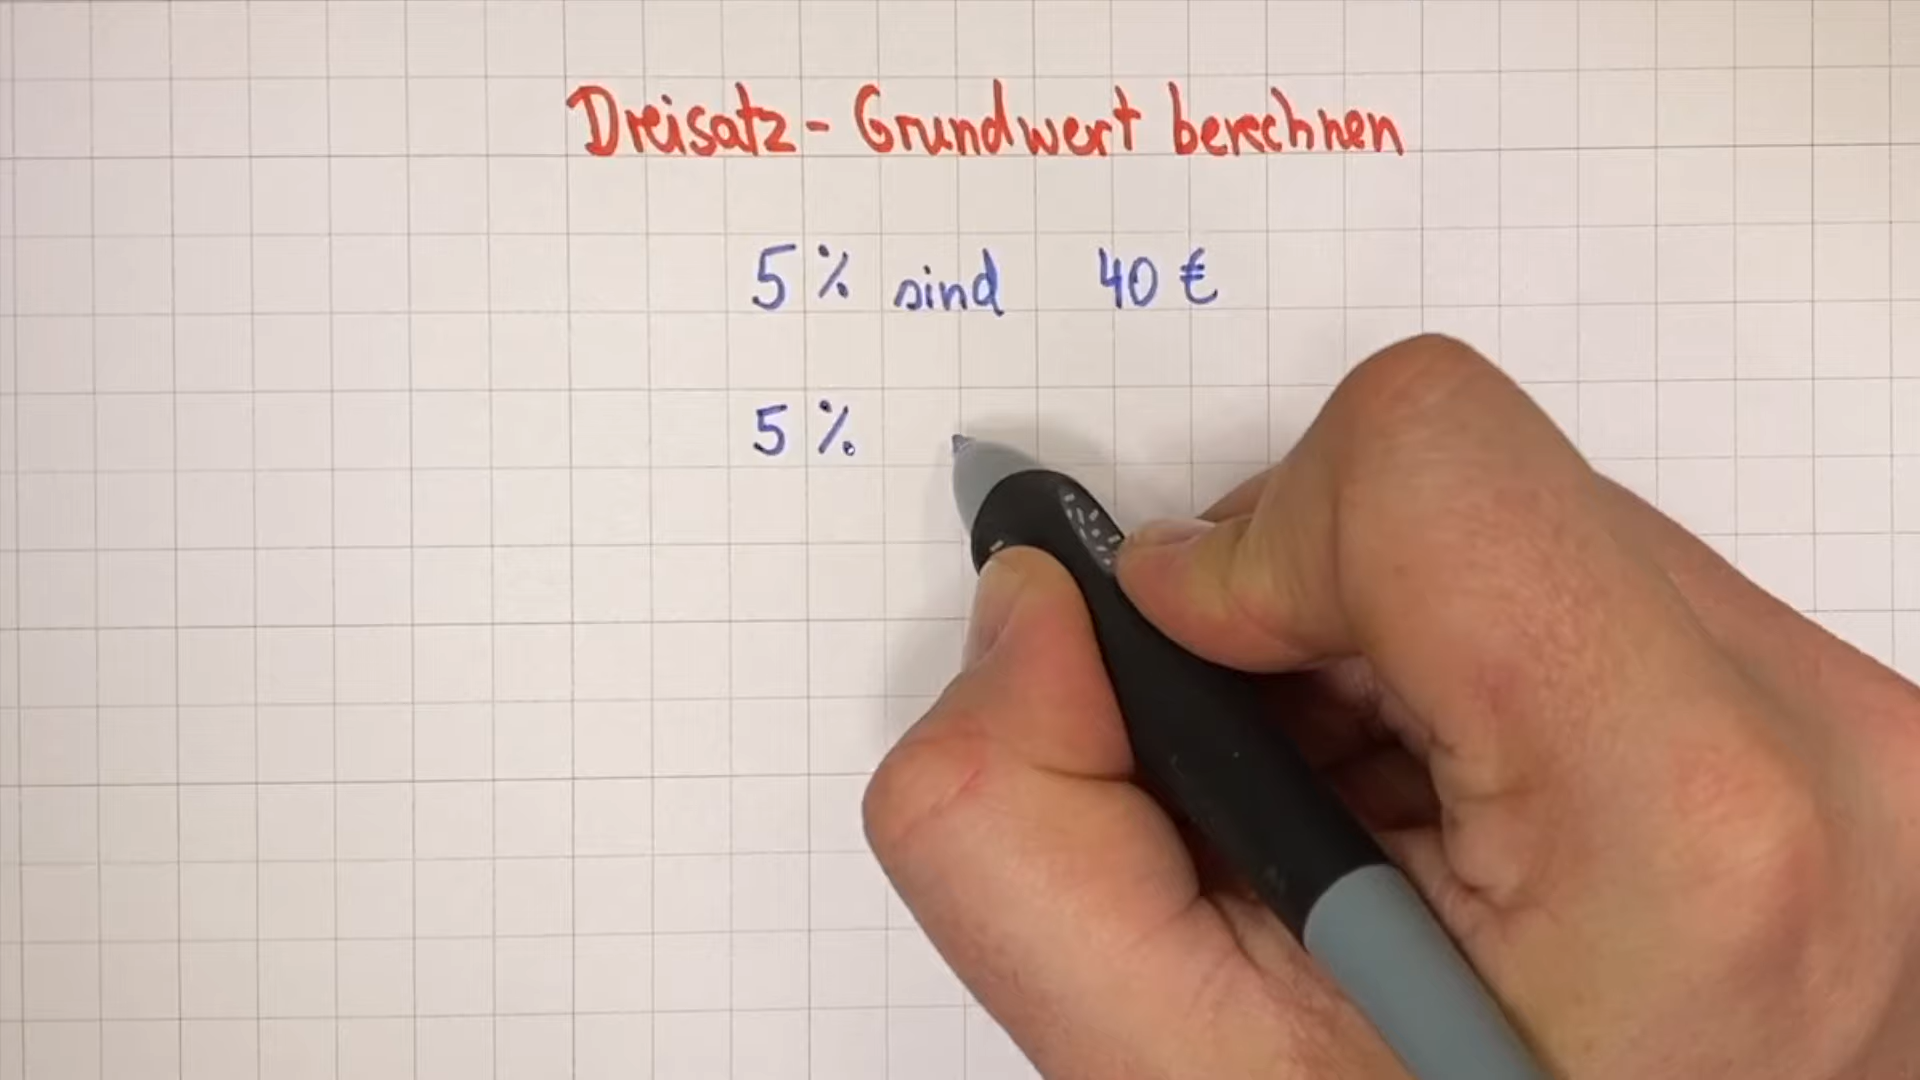 Dreisatz - Grundwert berechnen
5 % sind 40 €
5 %